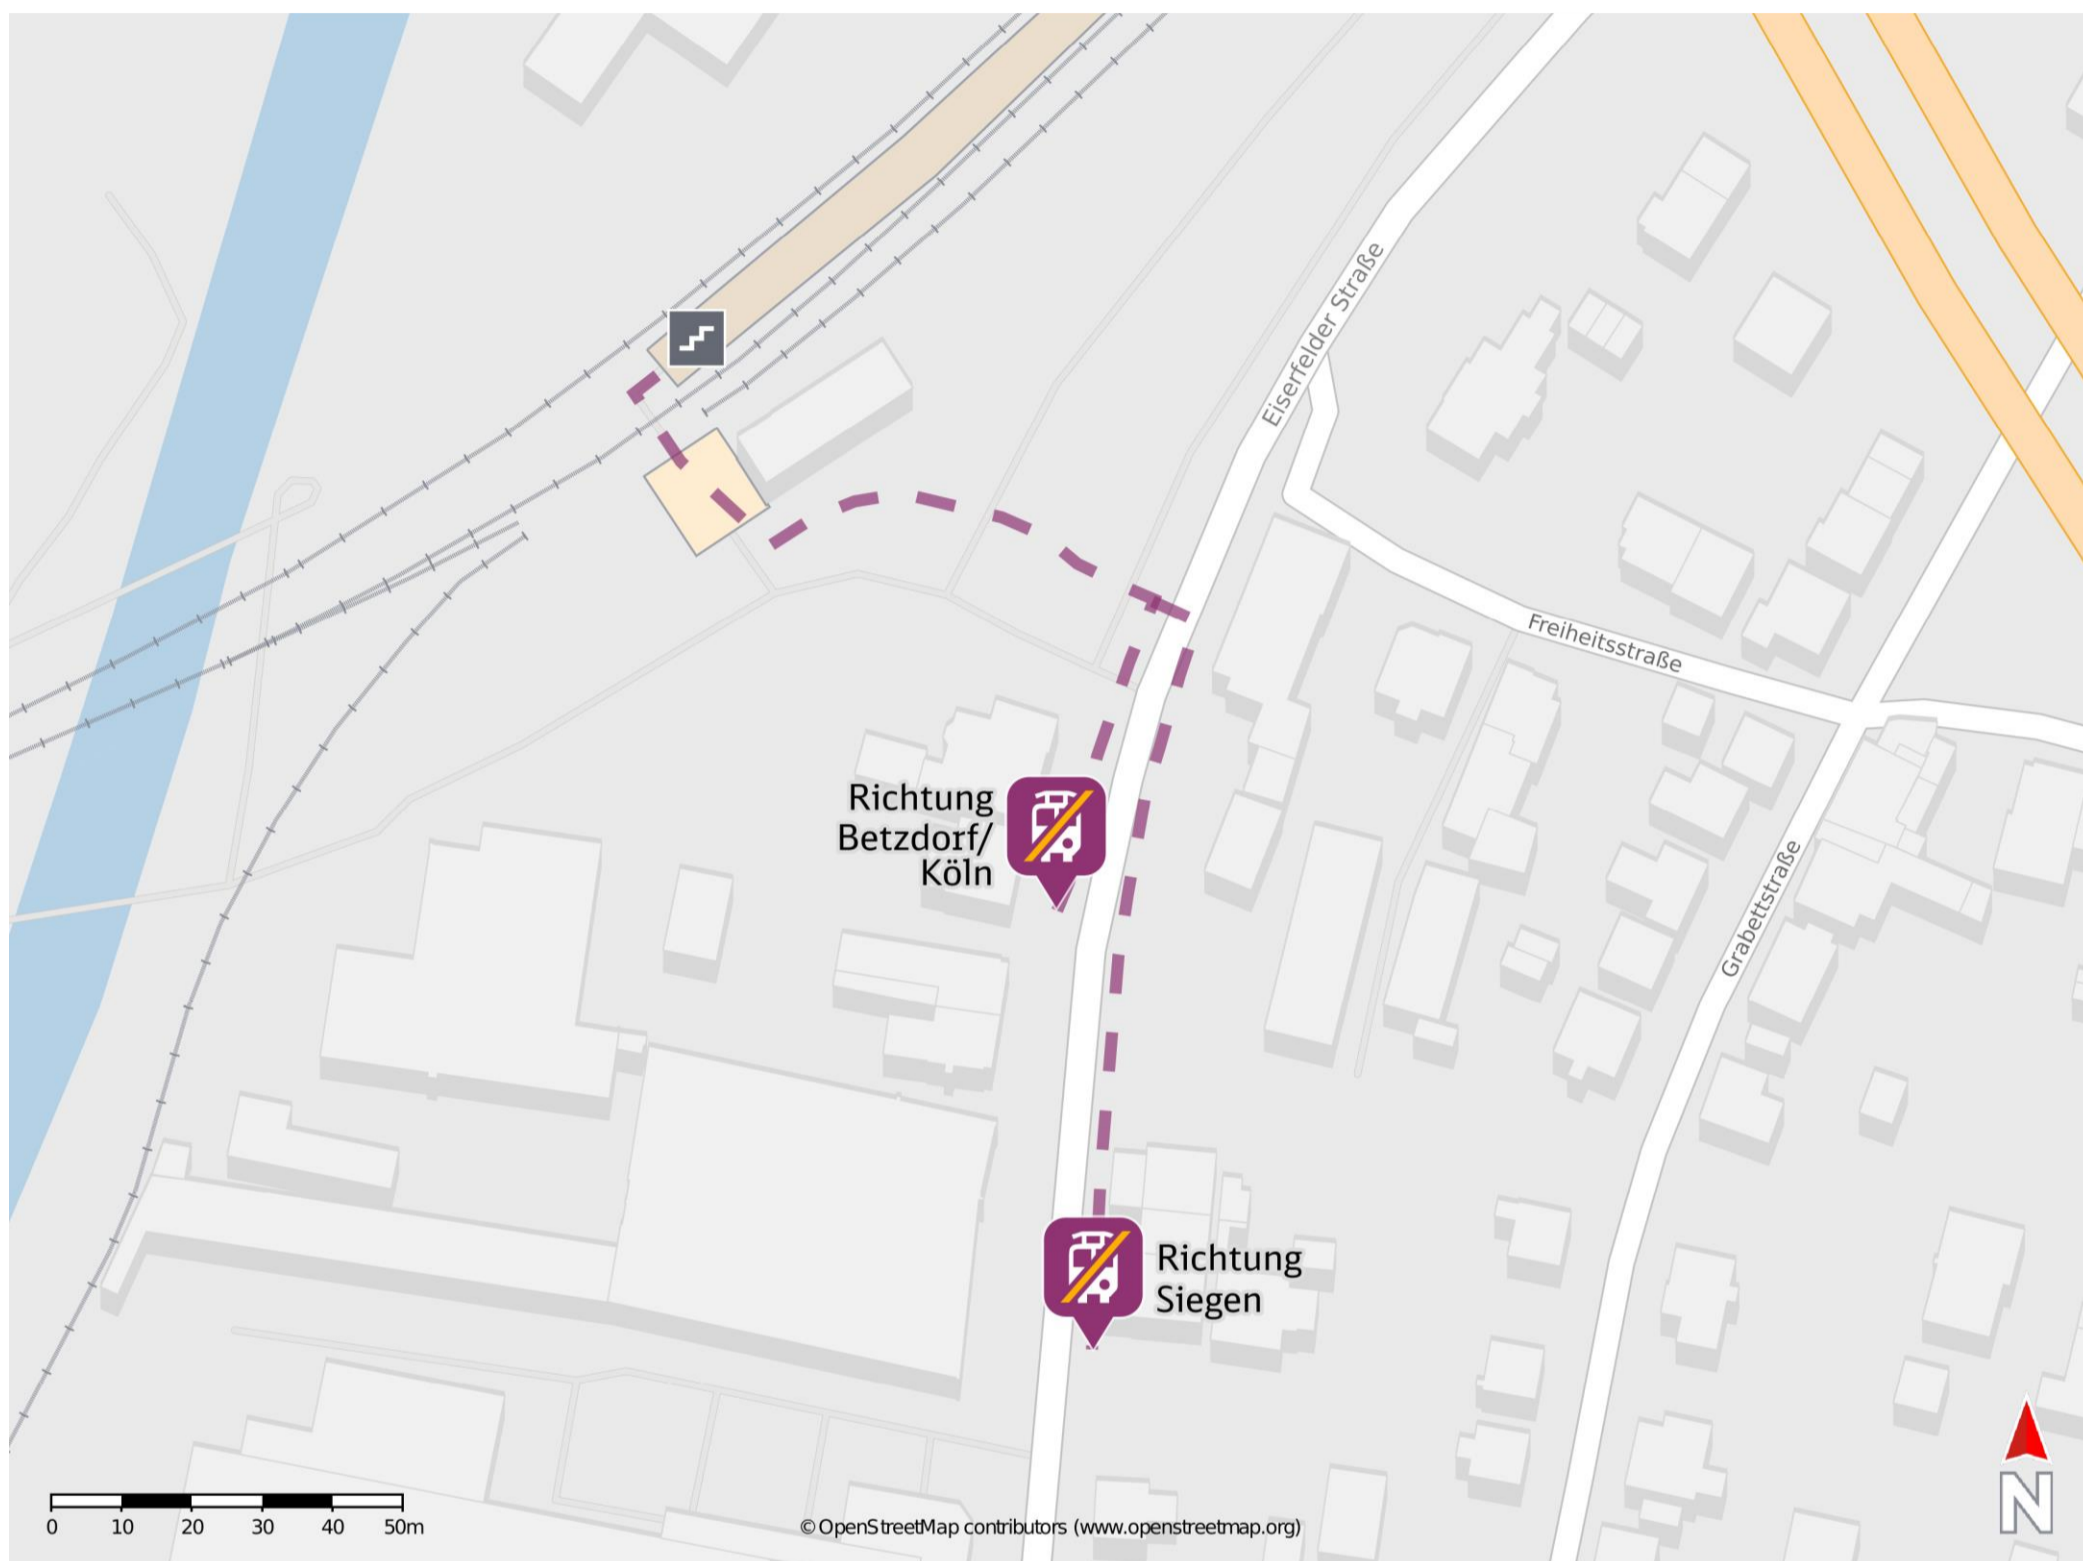 Eiserfelder Straße
Freiheitsstraße
Richtung
Betzdorf/
Köln
Grabettstraße
Richtung
Siegen
0 10 20 30 40 50m
© OpenStreetMap contributors (www.openstreetmap.org)
N